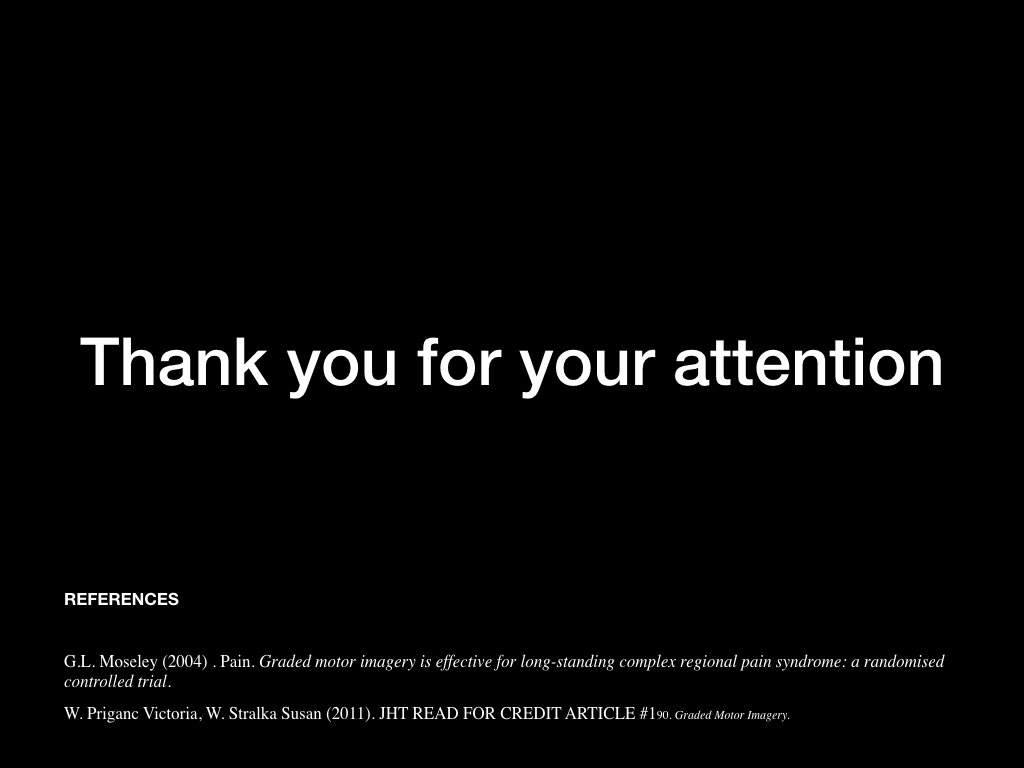 Thank you for your attention
REFERENCES
G.L. Moseley (2004) . Pain. Graded motor imagery is effective for long-standing complex regional pain syndrome: a randomised
controlled trial.
W. Priganc Victoria, W. Stralka Susan (2011). JHT READ FOR CREDIT ARTICLE #190. Graded Motor Imagery.